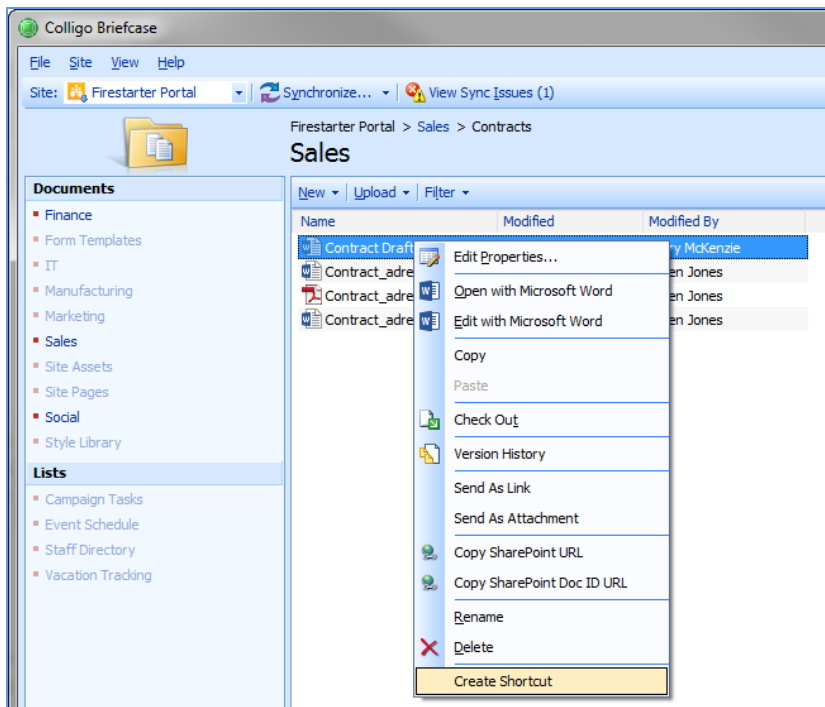 Colligo Briefcase
File Site View Help
Site: Firestarter Portal Synchronize... View Sync Issues (1)
Firestarter Portal > Sales > Contracts
Sales
Documents
Finance
Form Templates
IT
Manufacturing
Marketing
Sales
Site Assets
Site Pages
Social
Style Library
Lists
Campaign Tasks
Event Schedule
Staff Directory
Vacation Tracking
New Upload Filter
Name Modified Modified By
Contract Draft McKenzie
Contract_adre Jones
Contract_adre Jones
Contract_adre Jones
Edit Properties...
Open with Microsoft Word
Edit with Microsoft Word
Copy
Paste
Check Out
Version History
Send As Link
Send As Attachment
Copy SharePoint URL
Copy SharePoint Doc ID URL
Rename
Delete
Create Shortcut